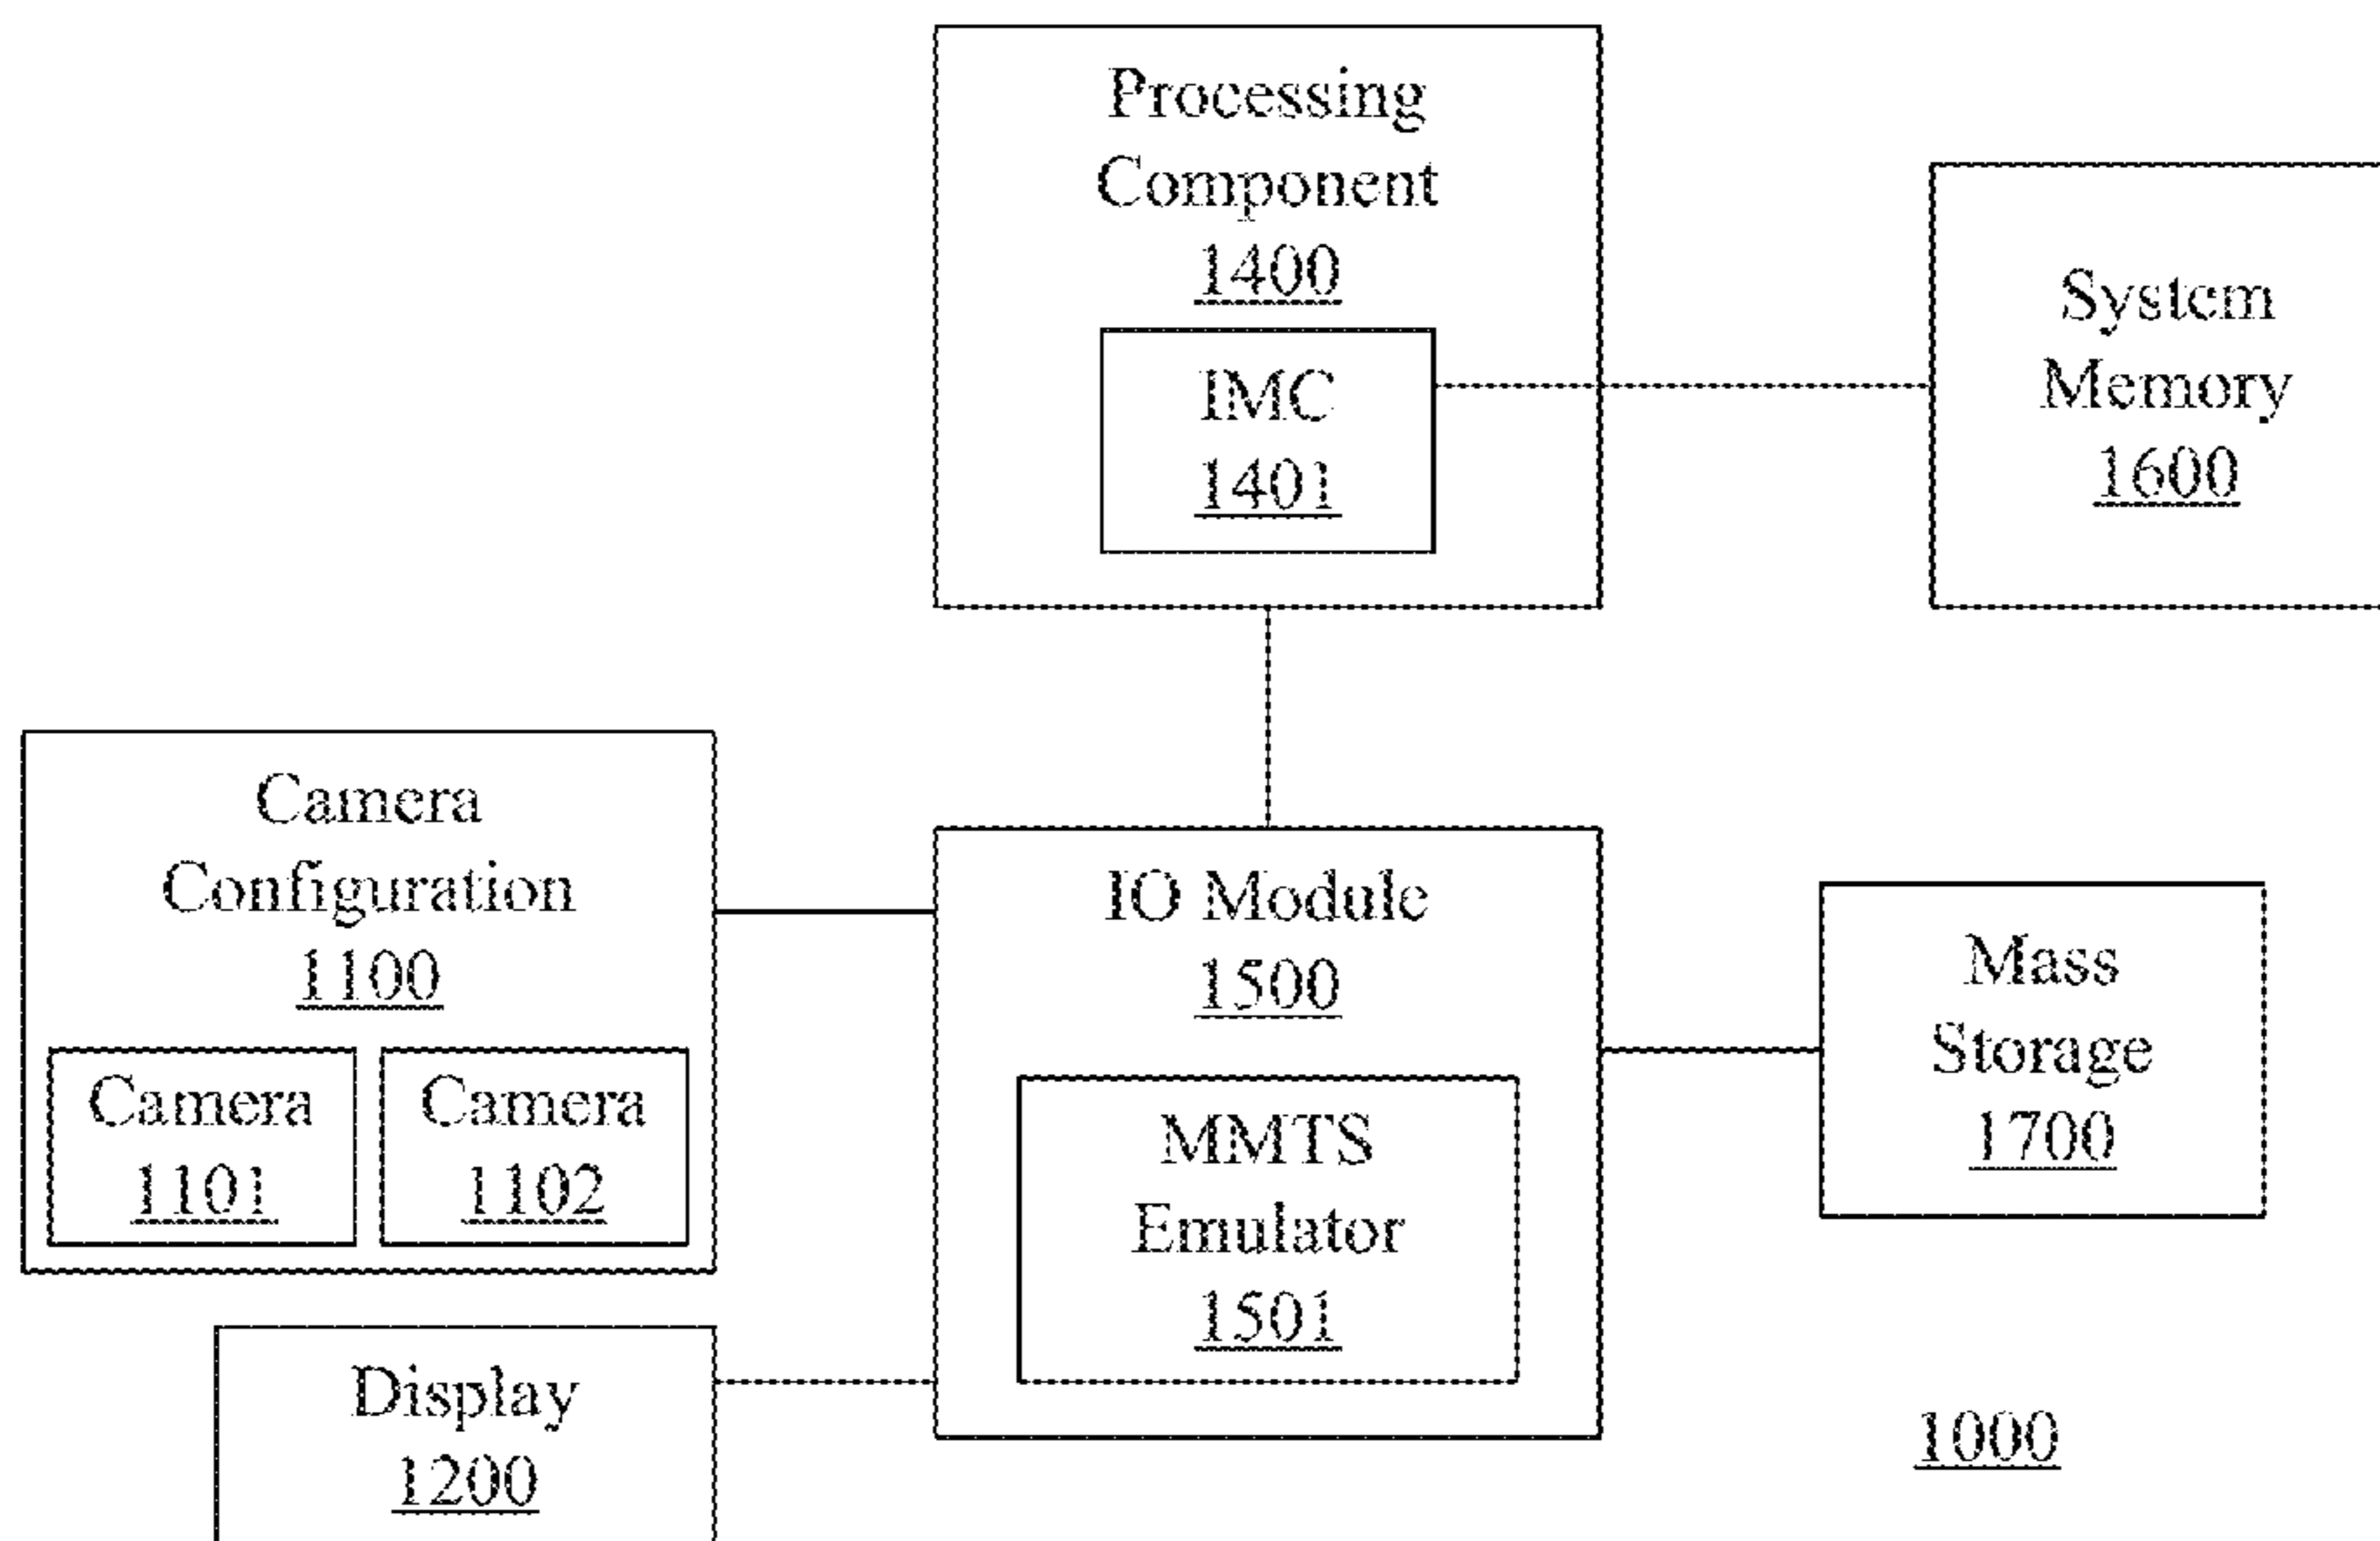 Processing
Component
1400
IMC
1401
System
Memory
1600
Camera
Configuration
1100
Camera
1101
Camera
1102
IO Module
1500
MMTS
Emulator
1501
Mass
Storage
1700
Display
1200
1000